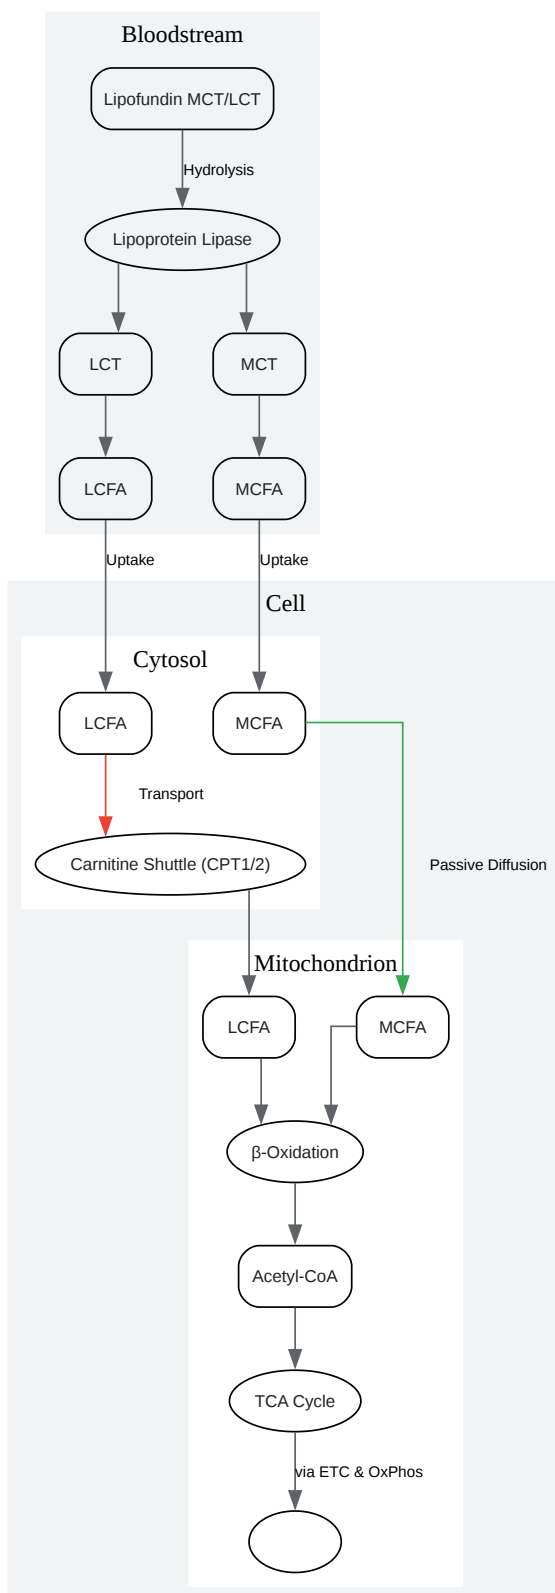 Bloodstream
Lipofundin MCT/LCT
Hydrolysis
Lipoprotein Lipase
LCT
MCT
LCFA
MCFA
Uptake
Uptake
Cell
Cytosol
LCFA
MCFA
Transport
Carnitine Shuttle (CPT1/2)
Passive Diffusion
Mitochondrion
LCFA
MCFA
β-Oxidation
Acetyl-CoA
TCA Cycle
via ETC & OxPhos